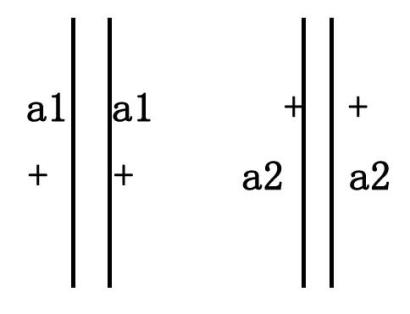 a1 a1 + +
+ + a2 a2